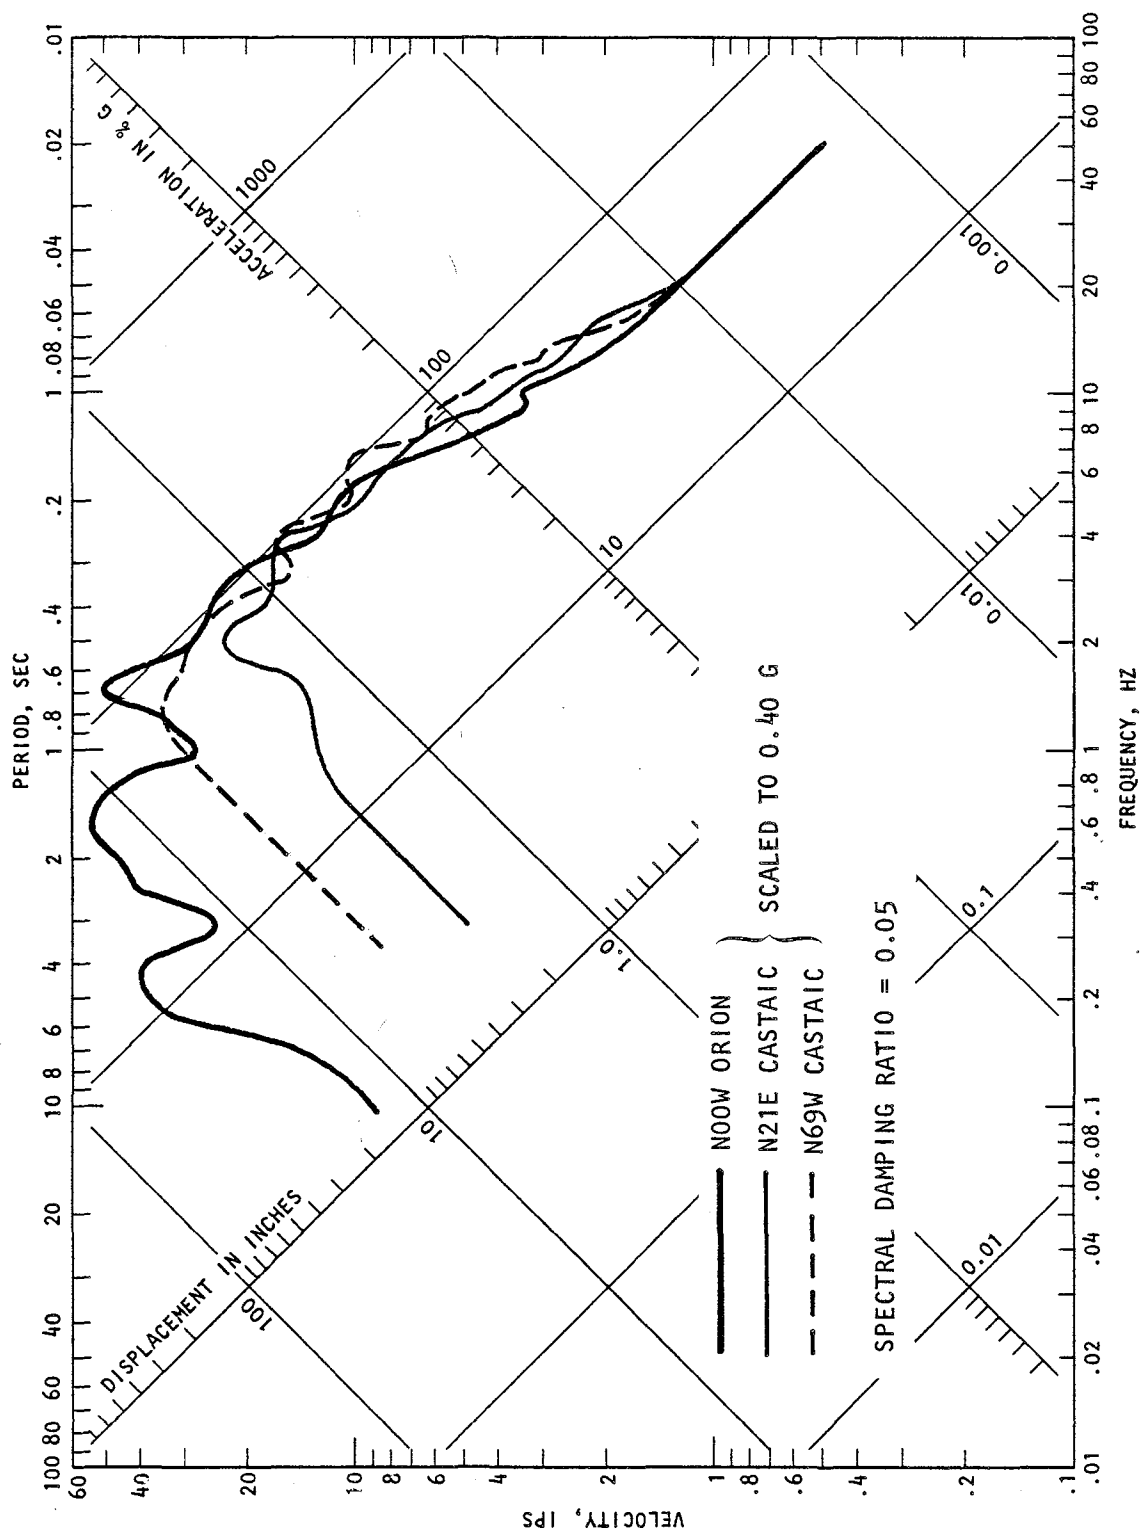 PERIOD, SEC
100 80 60 40 20 10 8 6 4 2 1 .8 .6 .4 .2 1 .08 .06 .04 .02 .01
VELOCITY, IPS
40
20
10
8
6
4
2
1
.8
.6
.4
.2
.1
DISPLACEMENT IN INCHES
100
10
1.0
0.1
0.01
ACCELERATION IN % G
1000
100
10
0.01
0.001
N00W ORION
N21E CASTAIC
N69W CASTAIC
SCALED TO 0.40 G
SPECTRAL DAMPING RATIO = 0.05
.01 .02 .04 .06 .08 .1 .2 .4 .6 .8 1 2 4 6 8 10 20 40 60 80 100
FREQUENCY, HZ